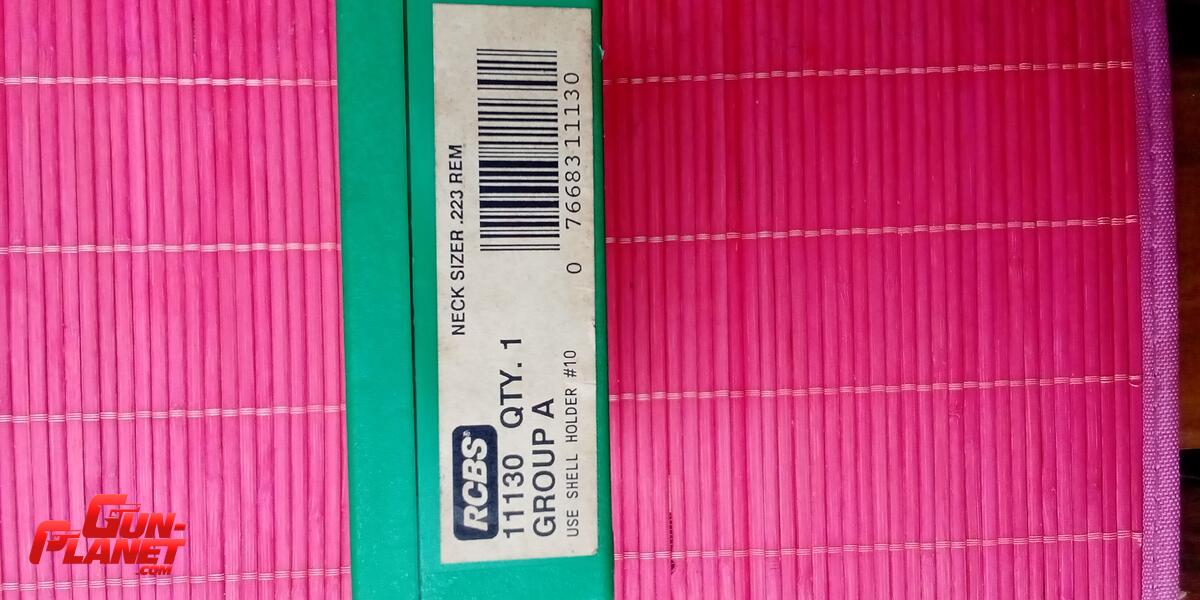 RCBS®
NECK SIZER .223 REM
11130 QTY. 1
GROUP A
USE SHELL HOLDER #10
0 76683 11130
GUN-
PLANET
.COM